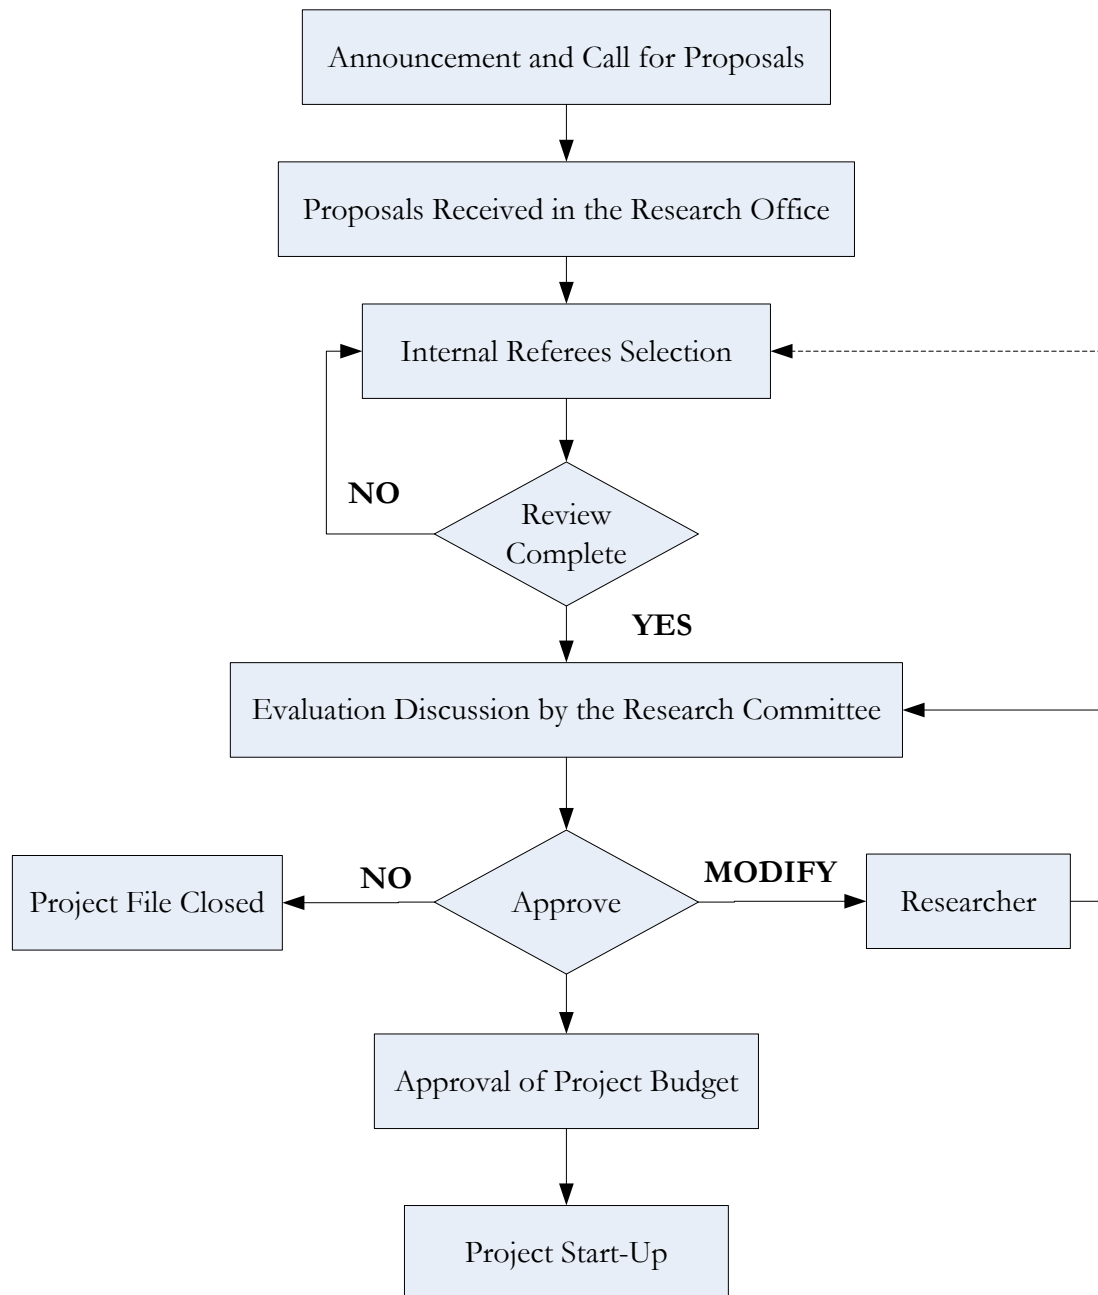 Announcement and Call for Proposals
Proposals Received in the Research Office
Internal Referees Selection
NO
Review
Complete
YES
Evaluation Discussion by the Research Committee
Project File Closed
NO
Approve
MODIFY
Researcher
Approval of Project Budget
Project Start-Up